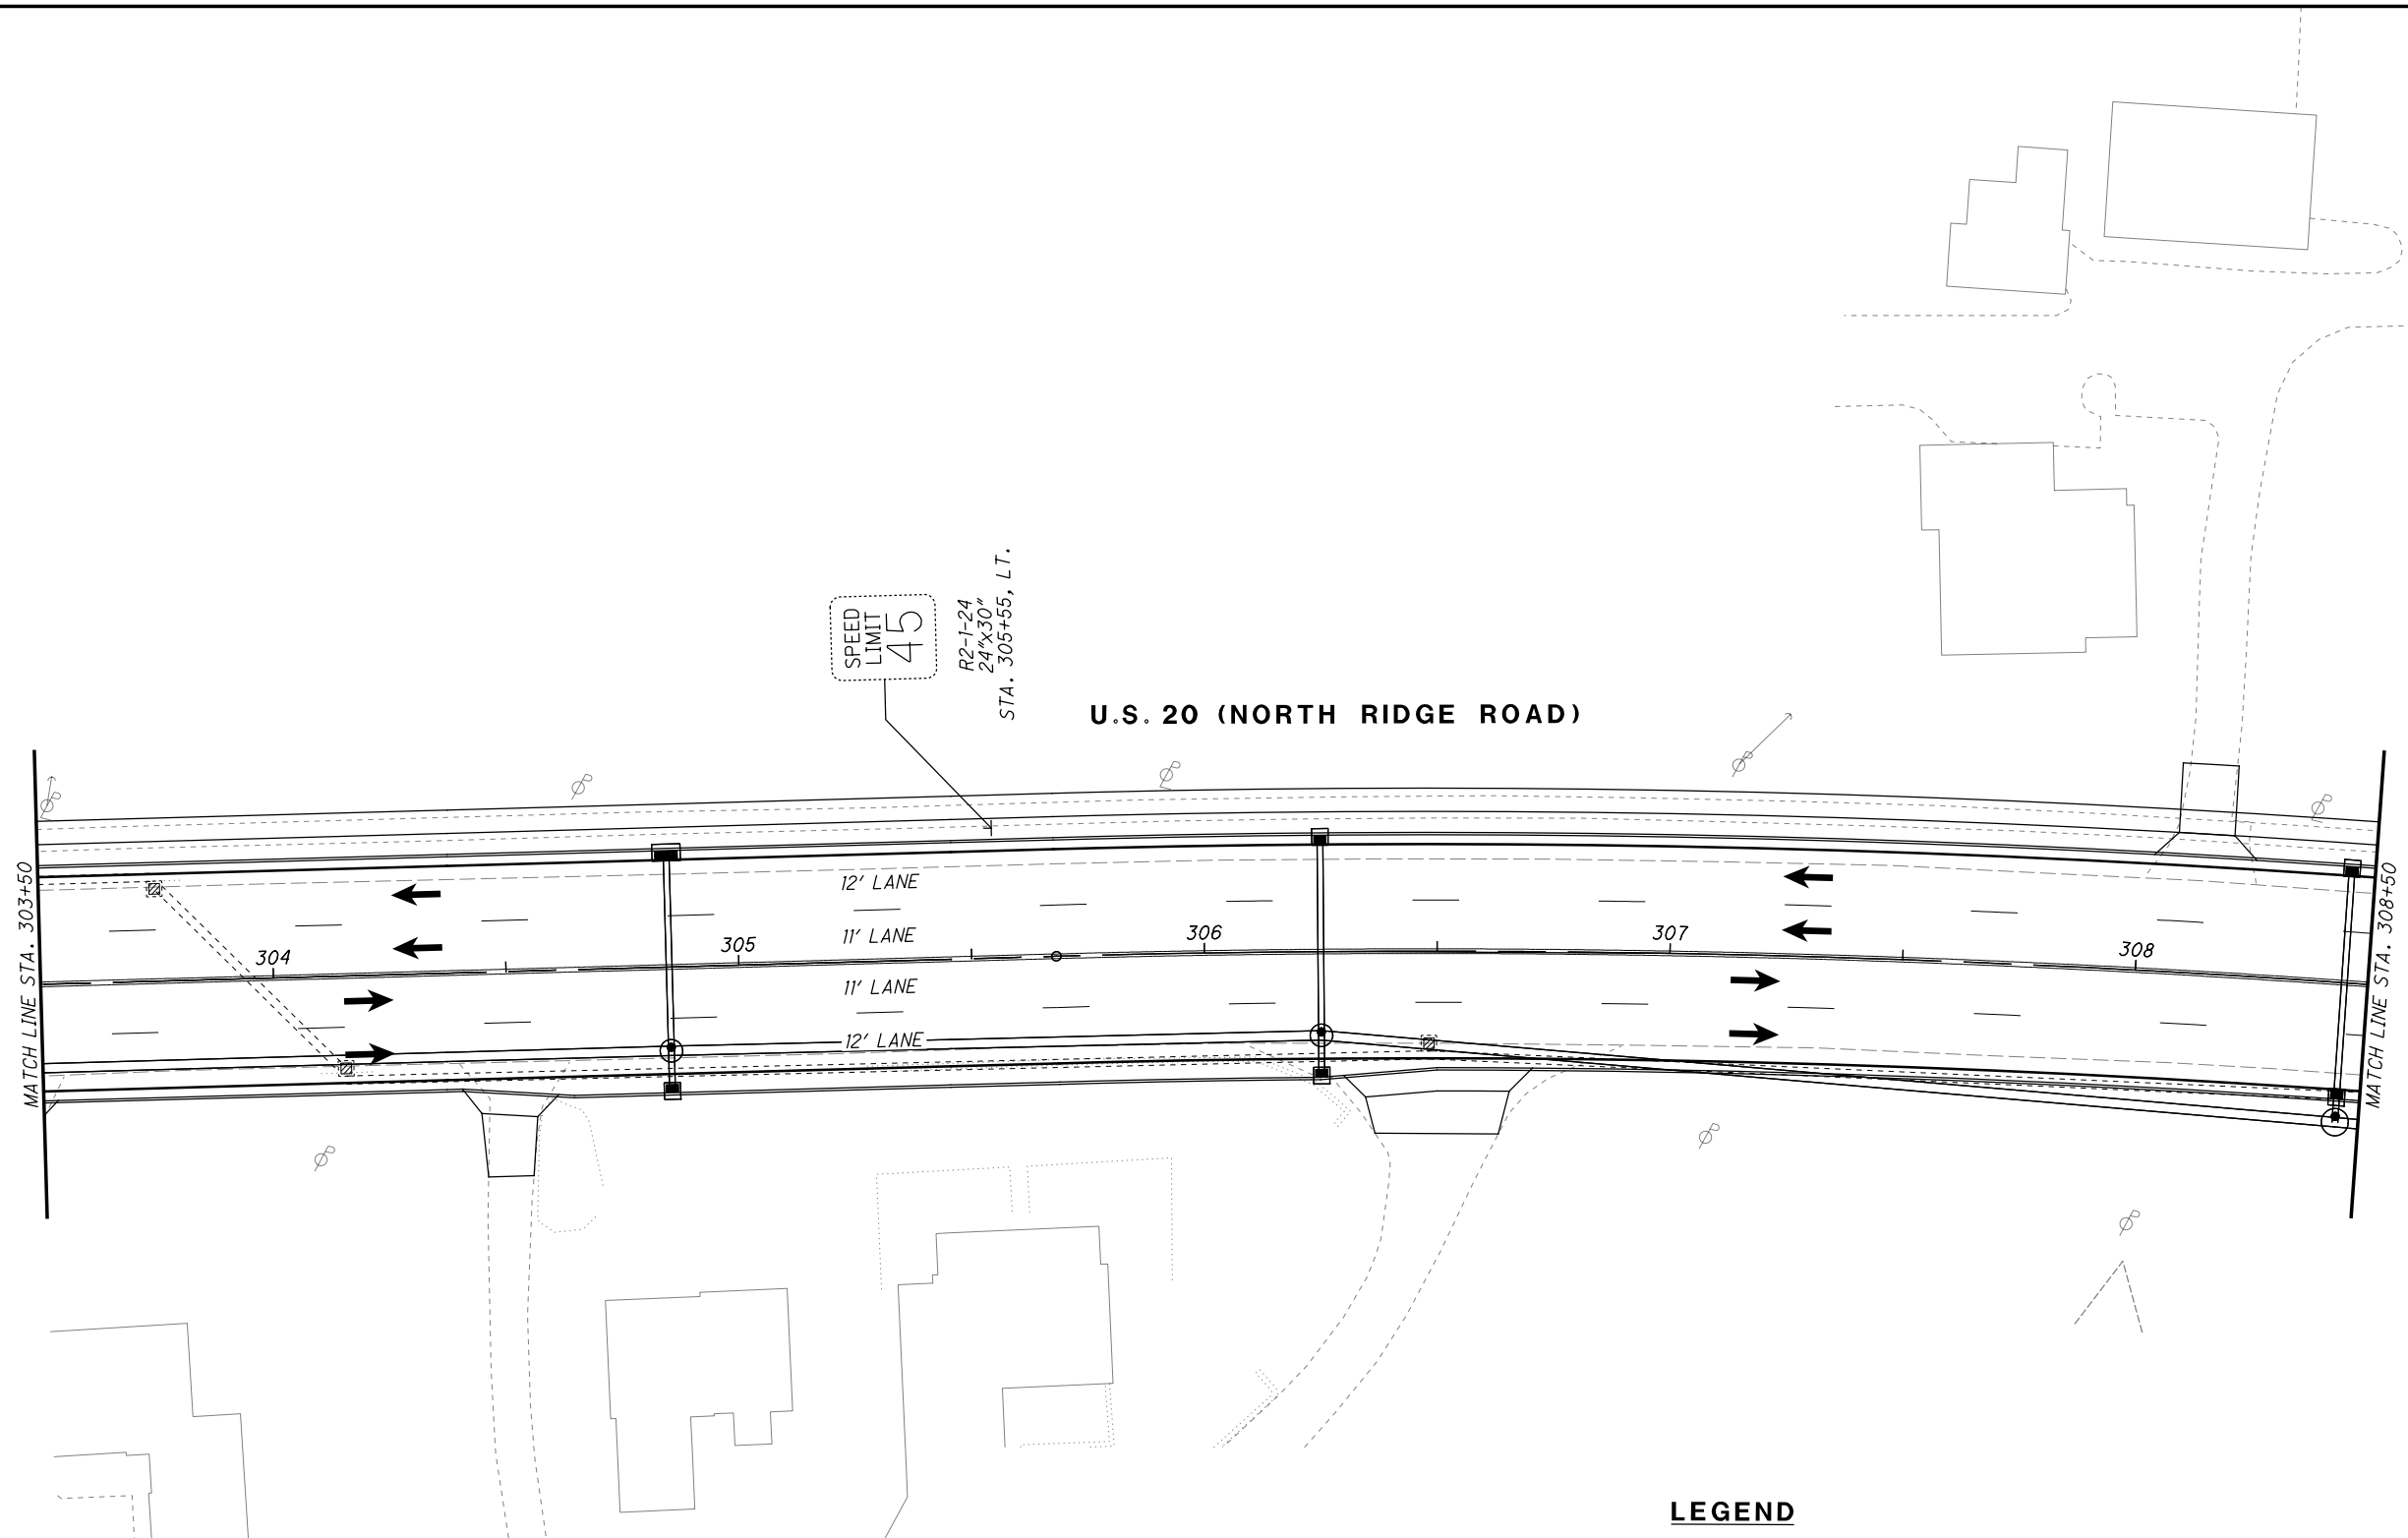 SPEED
LIMIT
45
R2-1-24
24"x30"
STA. 305+55, LT.
U.S. 20 (NORTH RIDGE ROAD)
MATCH LINE STA. 303+50
12' LANE
11' LANE
304
305
306
307
308
11' LANE
12' LANE
MATCH LINE STA. 308+50
LEGEND